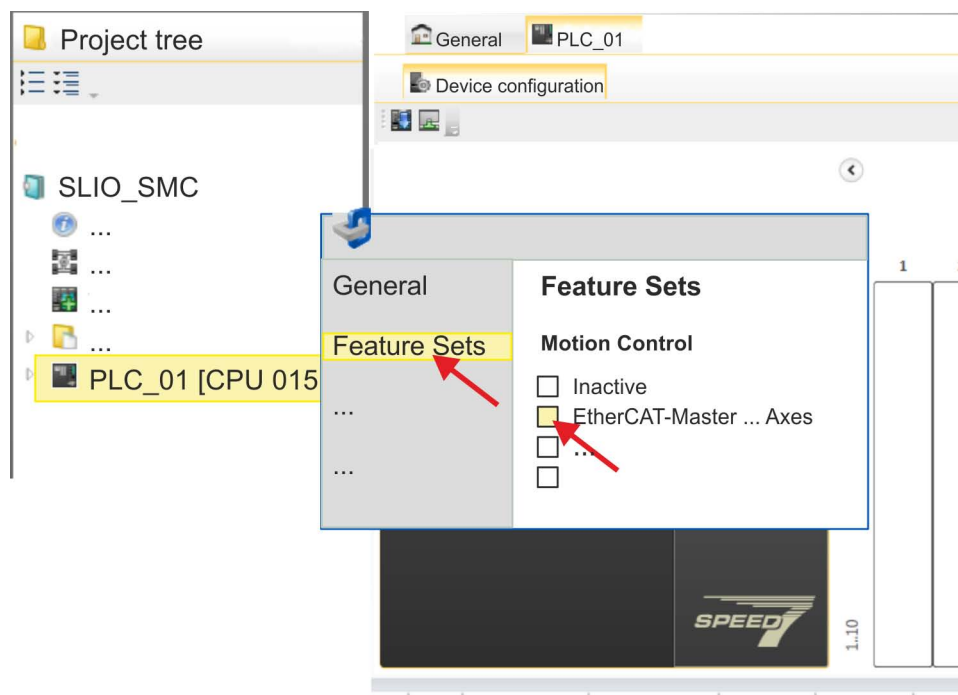 Project tree
SLIO_SMC
...
...
...
...
PLC_01 [CPU 015
General
PLC_01
Device configuration
General
Feature Sets
...
...
Feature Sets
Motion Control
Inactive
EtherCAT-Master ... Axes
...
1
SPEED7
1..10